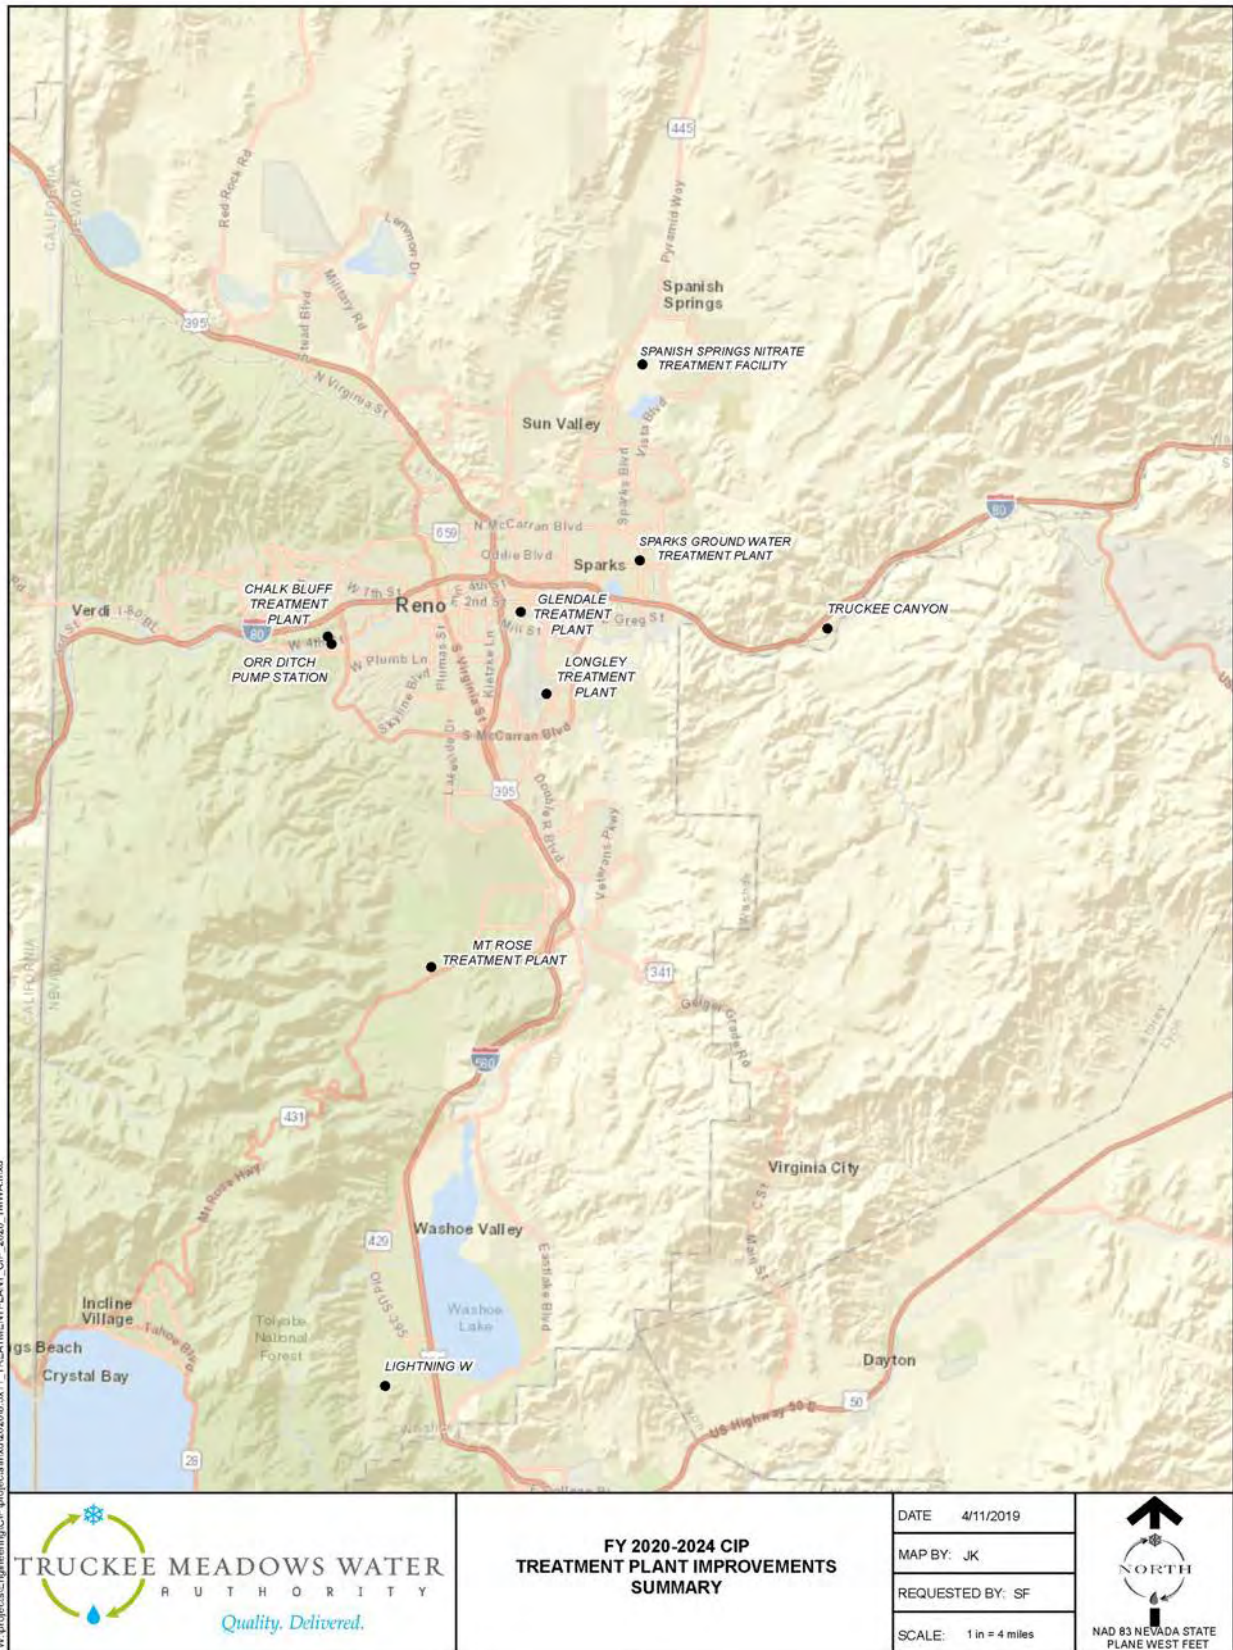 445
CALIFORNIA
NEVADA
Red Rock Rd
Lemmon Dr
Pyramid Way
Military Rd
Spanish
Springs
395
SPANISH SPRINGS NITRATE
TREATMENT FACILITY
N Virginia St
Sun Valley
Vista Blvd
Sparks Blvd
80
659
N McCarran Blvd
Oddie Blvd
SPARKS GROUND WATER
TREATMENT PLANT
Sparks
CHALK BLUFF
TREATMENT
PLANT
W 7th St
4th St
E 2nd St
Reno
GLENDALE
TREATMENT
PLANT
TRUCKEE CANYON
Verdi
I-80 BL
80
W 4th St
Mill St
E Greg St
ORR DITCH
PUMP STATION
W Plumb Ln
Plumas St
S Virginia St
Kietzke Ln
LONGLEY
TREATMENT
PLANT
Skyline Blvd
S McCarran Blvd
Lakeside Dr
395
Double R Blvd
Veterans Pkwy
Washoe
MT ROSE
TREATMENT PLANT
CALIFORNIA
NEVADA
341
Geiger Grade Rd
Storey
Lyon
580
431
Mt Rose Hwy
Virginia City
C St
Main St
Washoe Valley
429
Old US 395
Eastlake Blvd
Incline
Village
Tahoe Blvd
Toiyabe
National
Forest
Washoe
Lake
gs Beach
Crystal Bay
LIGHTNING W
Dayton
50
US Highway 50 E
28
TRUCKEE MEADOWS WATER
AUTHORITY
Quality. Delivered.
FY 2020-2024 CIP
TREATMENT PLANT IMPROVEMENTS
SUMMARY
DATE 4/11/2019
MAP BY: JK
REQUESTED BY: SF
SCALE: 1 in = 4 miles
NORTH
NAD 83 NEVADA STATE
PLANE WEST FEET